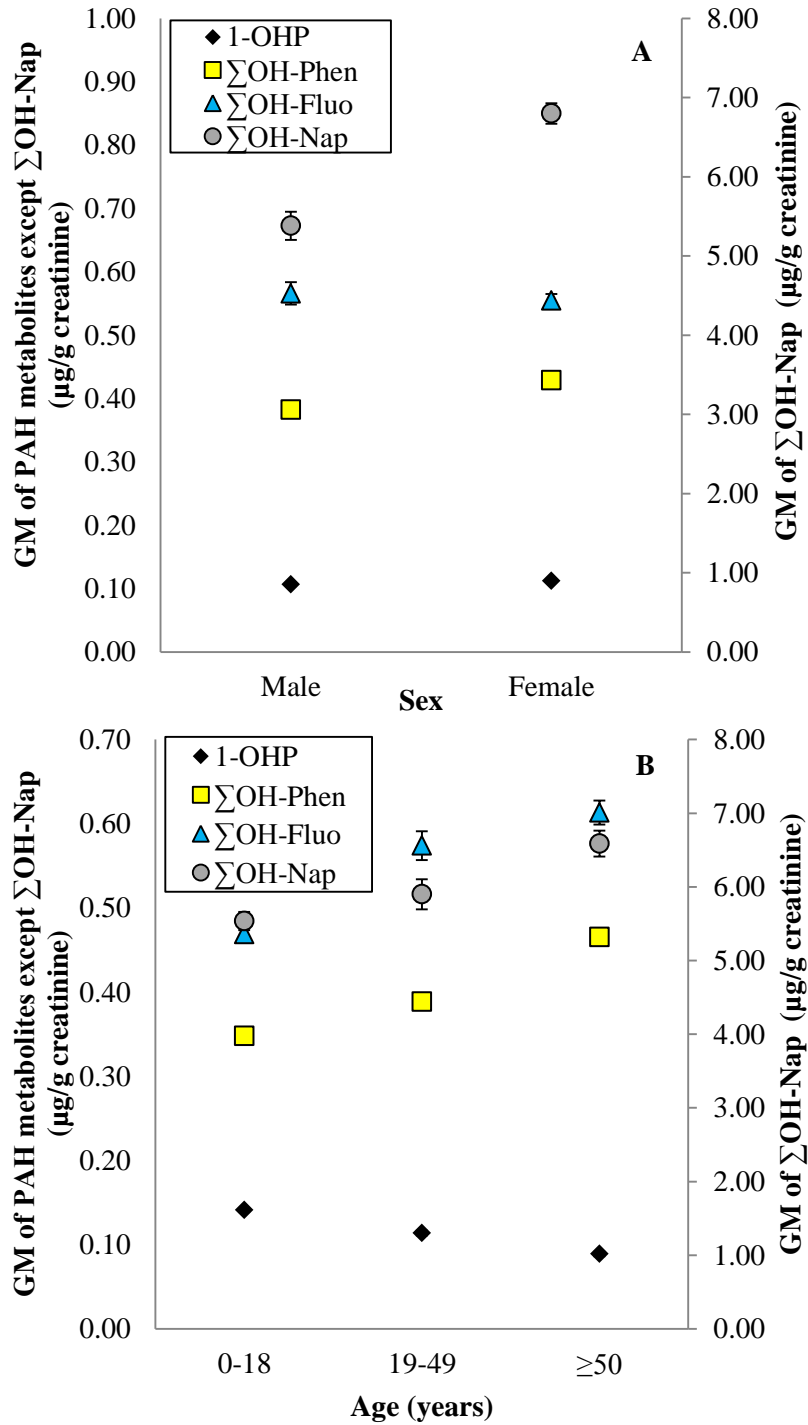 GM of PAH metabolites except ∑OH-Nap
(µg/g creatinine)
1.00
0.90
0.80
0.70
0.60
0.50
0.40
0.30
0.20
0.10
0.00
1-OHP
∑OH-Phen
∑OH-Fluo
∑OH-Nap
A
8.00
7.00
6.00
5.00
4.00
3.00
2.00
1.00
0.00
GM of ∑OH-Nap (µg/g creatinine)
Male
Female
Sex
GM of PAH metabolites except ∑OH-Nap
(µg/g creatinine)
0.70
0.60
0.50
0.40
0.30
0.20
0.10
0.00
1-OHP
∑OH-Phen
∑OH-Fluo
∑OH-Nap
B
8.00
7.00
6.00
5.00
4.00
3.00
2.00
1.00
0.00
GM of ∑OH-Nap (µg/g creatinine)
0-18
19-49
≥50
Age (years)